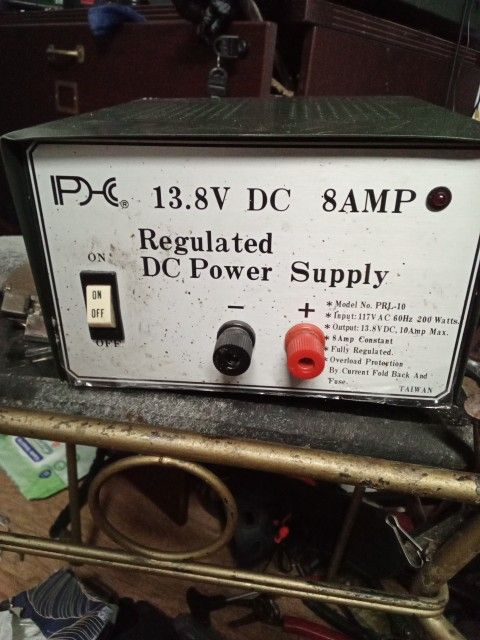 PHC®
13.8V DC 8AMP
Regulated
DC Power Supply
ON
ON
OFF
OFF
− +
* Model No. PRL-10
* Input: 117V AC 60Hz 200 Watts.
* Output: 13.8VDC, 10Amp Max.
* 8Amp Constant
* Fully Regulated.
* Overload Protection
By Current Fold Back And
Fuse.
TAIWAN